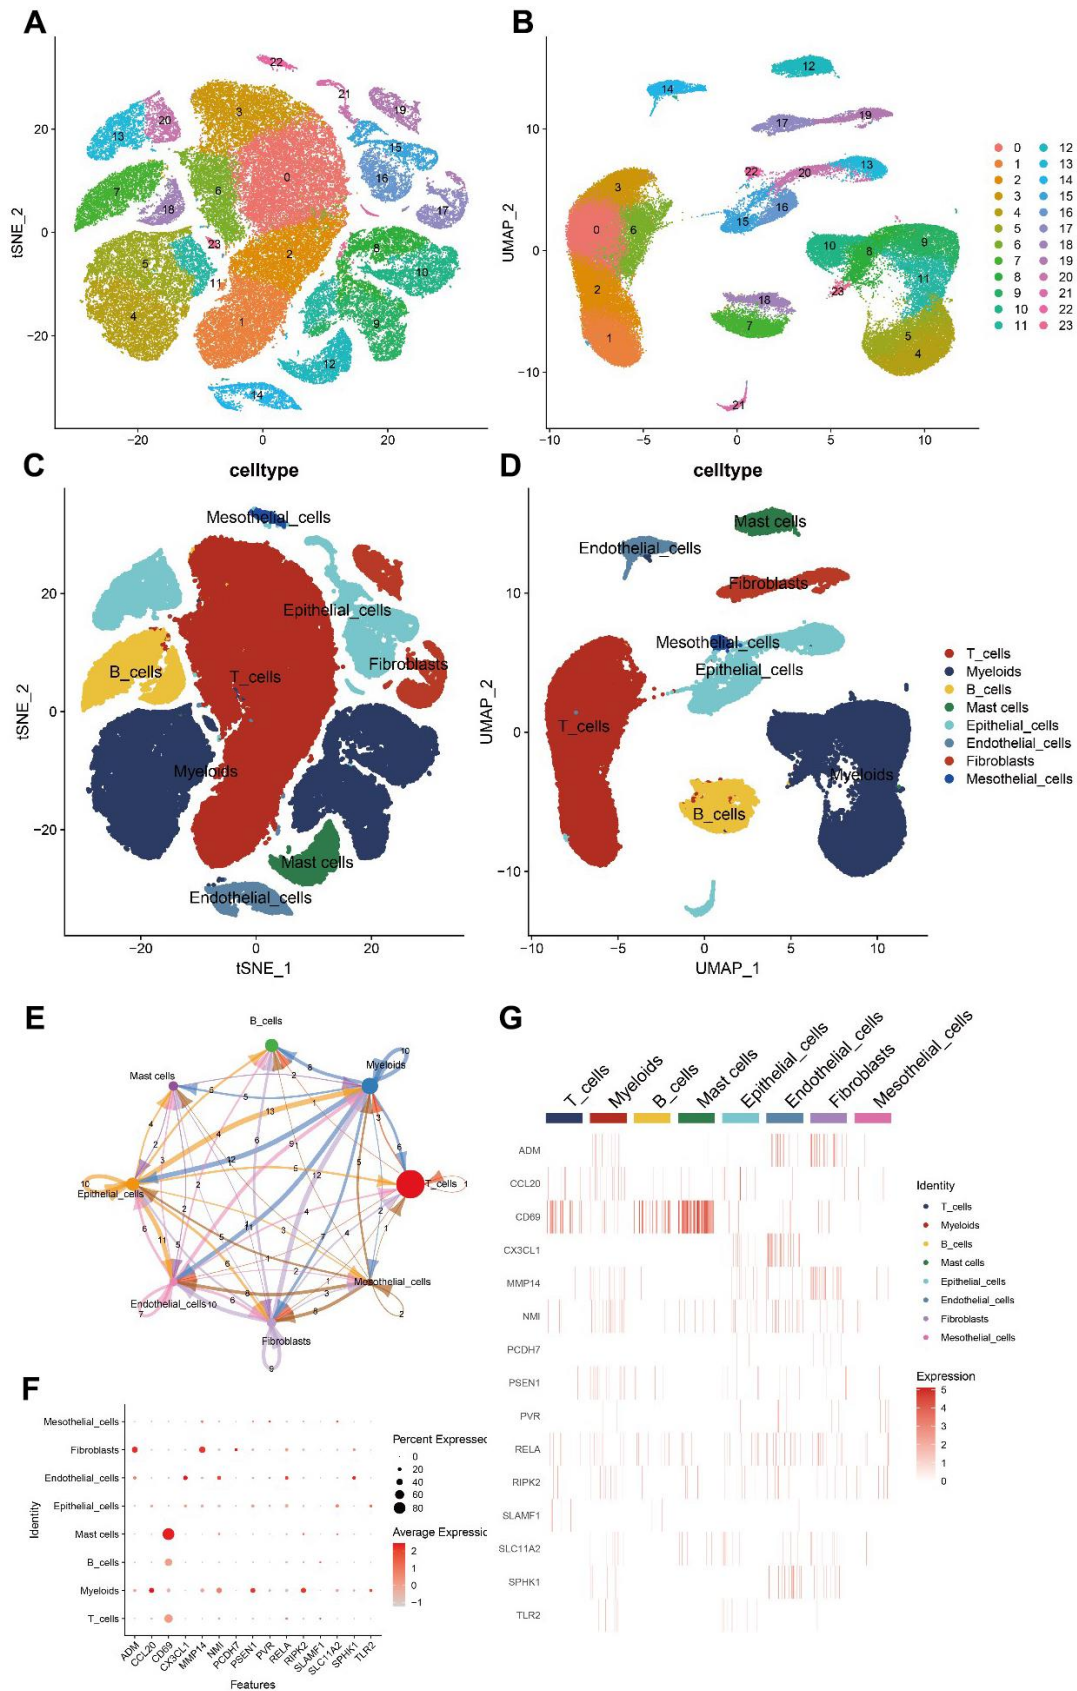 A
B
22
21
19
20
3
13
15
0
16
7
6
18
17
23
8
2
5
10
11
4
1
9
12
14
tSNE_2
20
0
−20
−20
0
20
12
14
19
17
13
22
20
3
16
15
0
6
9
10
8
11
2
23
18
7
5
1
4
21
UMAP_2
10
0
−10
−10
−5
0
5
10
0
1
2
3
4
5
6
7
8
9
10
11
12
13
14
15
16
17
18
19
20
21
22
23
C
celltype
D
celltype
Mesothelial_cells
Epithelial_cells
Fibroblasts
B_cells
T_cells
Myeloids
Mast cells
Endothelial_cells
tSNE_2
20
0
−20
−20
0
20
tSNE_1
Mast cells
Endothelial_cells
Fibroblasts
Mesothelial_cells
Epithelial_cells
T_cells
Myeloids
B_cells
UMAP_2
10
0
−10
−10
−5
0
5
10
UMAP_1
T_cells
Myeloids
B_cells
Mast cells
Epithelial_cells
Endothelial_cells
Fibroblasts
Mesothelial_cells
E
B_cells
Myeloids
Mast cells
Epithelial_cells
T_cells
Mesothelial_cells
Endothelial_cells
Fibroblasts
G
T_cells
Myeloids
B_cells
Mast cells
Epithelial_cells
Endothelial_cells
Fibroblasts
Mesothelial_cells
ADM
CCL20
CD69
CX3CL1
MMP14
NMI
PCDH7
PSEN1
PVR
RELA
RIPK2
SLAMF1
SLC11A2
SPHK1
TLR2
Identity
T_cells
Myeloids
B_cells
Mast cells
Epithelial_cells
Endothelial_cells
Fibroblasts
Mesothelial_cells
Expression
5
4
3
2
1
0
F
Identity
Mesothelial_cells
Fibroblasts
Endothelial_cells
Epithelial_cells
Mast cells
B_cells
Myeloids
T_cells
ADM
CCL20
CD69
CX3CL1
MMP14
NMI
PCDH7
PSEN1
PVR
RELA
RIPK2
SLAMF1
SLC11A2
SPHK1
TLR2
Features
Percent Expressed
0
20
40
60
80
Average Expressio
2
1
0
−1